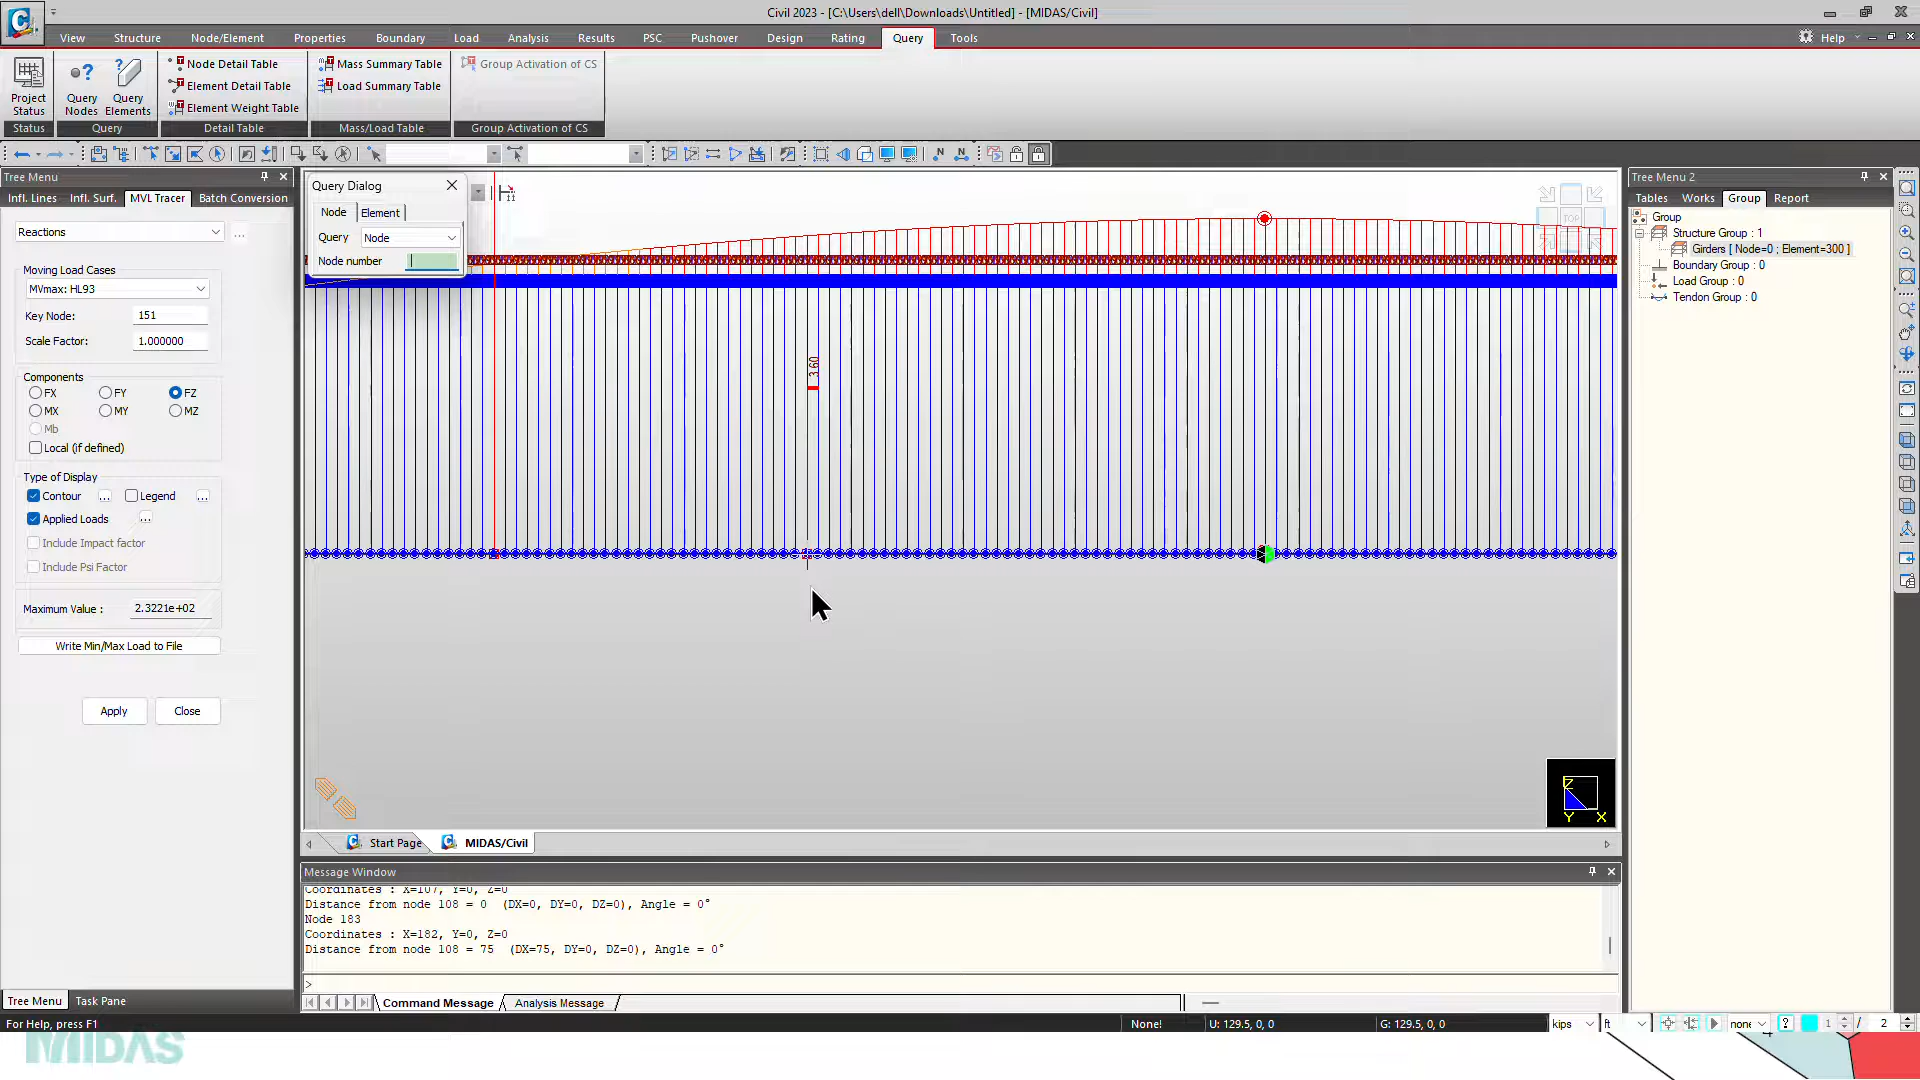 Civil 2023 - [C:\Users\dell\Downloads\Untitled] - [MIDAS/Civil]
View Structure Node/Element Properties Boundary Load Analysis Results PSC Pushover Design Rating Query Tools Help
Project Status
Query Nodes
Query Elements
Node Detail Table
Element Detail Table
Element Weight Table
Mass Summary Table
Load Summary Table
Group Activation of CS
Status Query Detail Table Mass/Load Table Group Activation of CS
Tree Menu
Infl. Lines Infl. Surf. MVL Tracer Batch Conversion
Reactions
...
Moving Load Cases
MVmax: HL93
Key Node: 151
Scale Factor: 1.000000
Components
FX FY FZ
MX MY MZ
Mb
Local (if defined)
Type of Display
Contour ... Legend ...
Applied Loads ...
Include Impact factor
Include Psi Factor
Maximum Value : 2.3221e+02
Write Min/Max Load to File
Apply Close
Tree Menu Task Pane
Query Dialog
Node Element
Query Node
Node number
3.60
TOP
Z
Y X
Start Page MIDAS/Civil
Message Window
Coordinates : X=107, Y=0, Z=0
Distance from node 108 = 0 (DX=0, DY=0, DZ=0), Angle = 0°
Node 183
Coordinates : X=182, Y=0, Z=0
Distance from node 108 = 75 (DX=75, DY=0, DZ=0), Angle = 0°
>
Command Message Analysis Message
Tree Menu 2
Tables Works Group Report
Group
Structure Group : 1
Girders [ Node=0 ; Element=300 ]
Boundary Group : 0
Load Group : 0
Tendon Group : 0
For Help, press F1
None! U: 129.5, 0, 0 G: 129.5, 0, 0 kips ft none ? 1 / 2
MIDAS